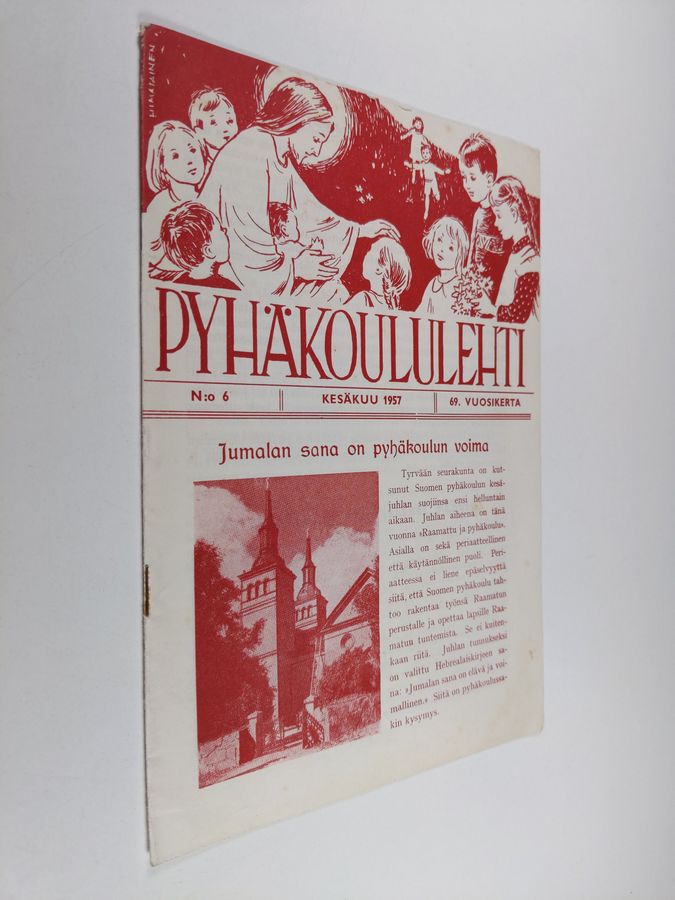 PYHÄKOULULEHTI
N:o 6 KESÄKUU 1957 69. VUOSIKERTA
Jumalan sana on pyhäkoulun voima
Tyrvään seurakunta on kut-
sunut Suomen pyhäkoulun kesä-
juhlan suojiinsa ensi helluntain
aikaan. Juhlan aiheena on tänä
vuonna »Raamattu ja pyhäkoulu».
Asialla on sekä periaatteellinen
että käytännöllinen puoli. Peri-
aatteessa ei liene epäselvyyttä
siitä, että Suomen pyhäkoulu tah-
too rakentaa työnsä Raamatun
perustalle ja opettaa lapsille Raa-
matun tuntemista. Se ei kuiten-
kaan riitä. Juhlan tunnukseksi
on valittu Hebrealaiskirjeen sa-
na: »Jumalan sana on elävä ja voi-
mallinen.» Siitä on pyhäkoulussa-
kin kysymys.